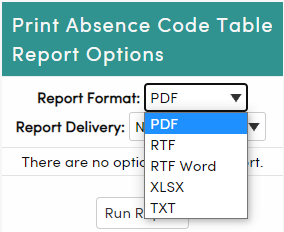 Print Absence Code Table
Report Options
Report Format: PDF
Report Delivery:
PDF
RTF
RTF Word
XLSX
TXT
There are no
Run